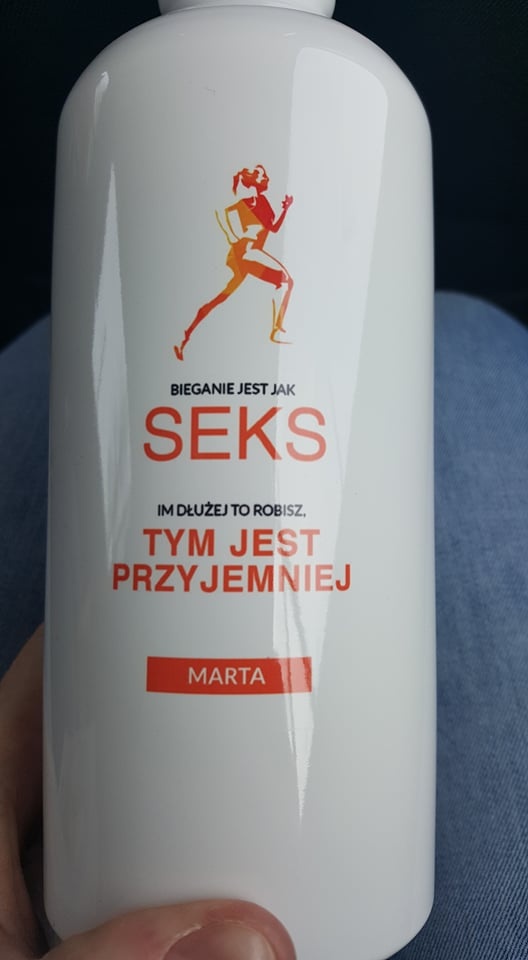 BIEGANIE JEST JAK
SEKS
IM DŁUŻEJ TO ROBISZ,
TYM JEST
PRZYJEMNIEJ
MARTA